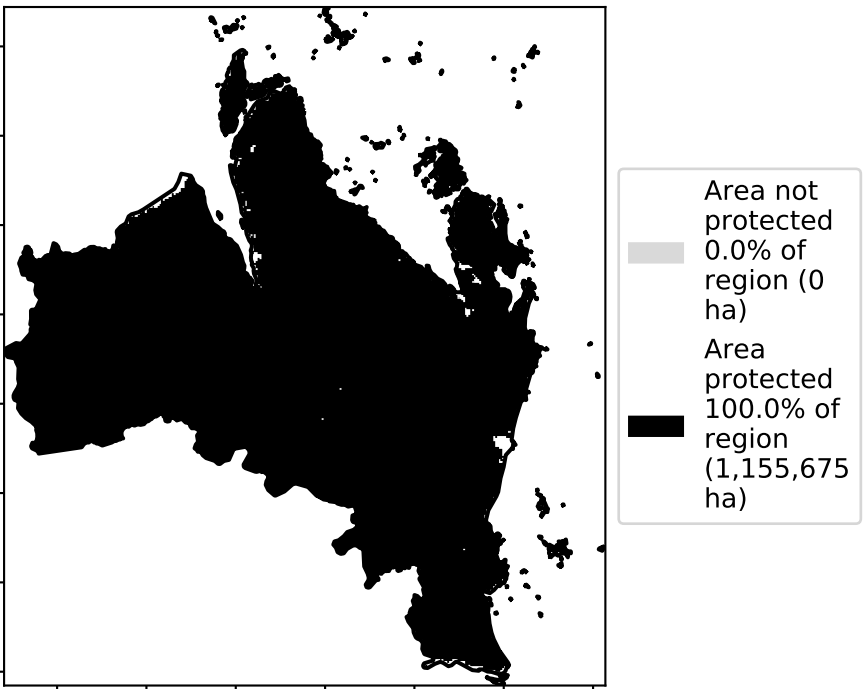 Area not
protected
0.0% of
region (0
ha)
Area
protected
100.0% of
region
(1,155,675
ha)